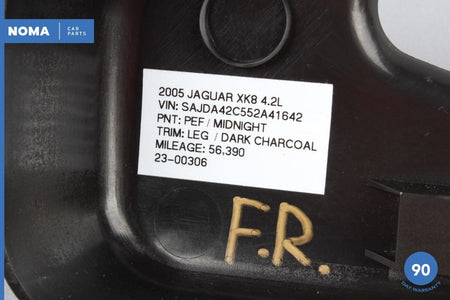 NOMA CAR PARTS
2005 JAGUAR XK8 4.2L
VIN: SAJDA42C552A41642
PNT: PEF / MIDNIGHT
TRIM: LEG / DARK CHARCOAL
MILEAGE: 56,390
23-00306
F.R.
90
DAY WARRANTY